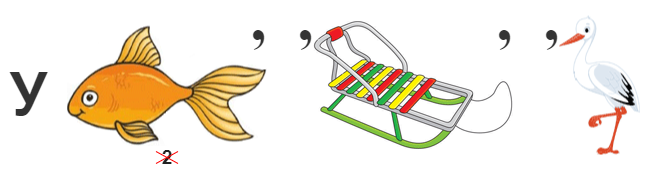 У , , , ,
2